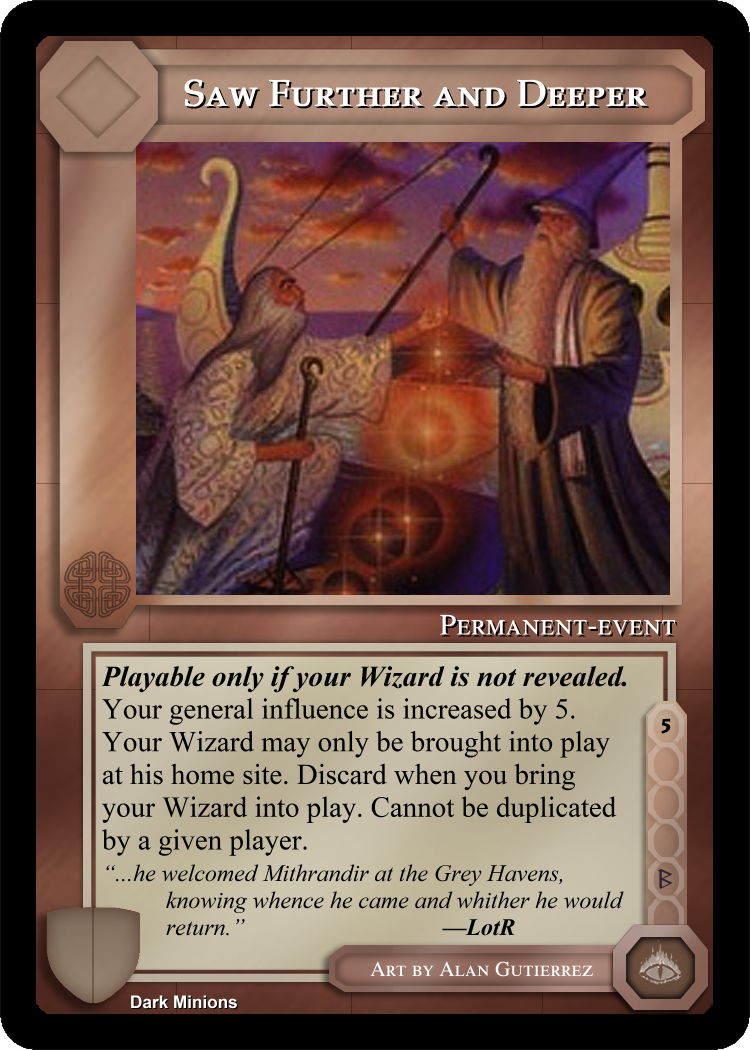 Saw Further and Deeper
Permanent-event
Playable only if your Wizard is not revealed.
Your general influence is increased by 5.
Your Wizard may only be brought into play
at his home site. Discard when you bring
your Wizard into play. Cannot be duplicated
by a given player.
5
“...he welcomed Mithrandir at the Grey Havens,
knowing whence he came and whither he would
return.” —LotR
ᛒ
Art by Alan Gutierrez
Dark Minions